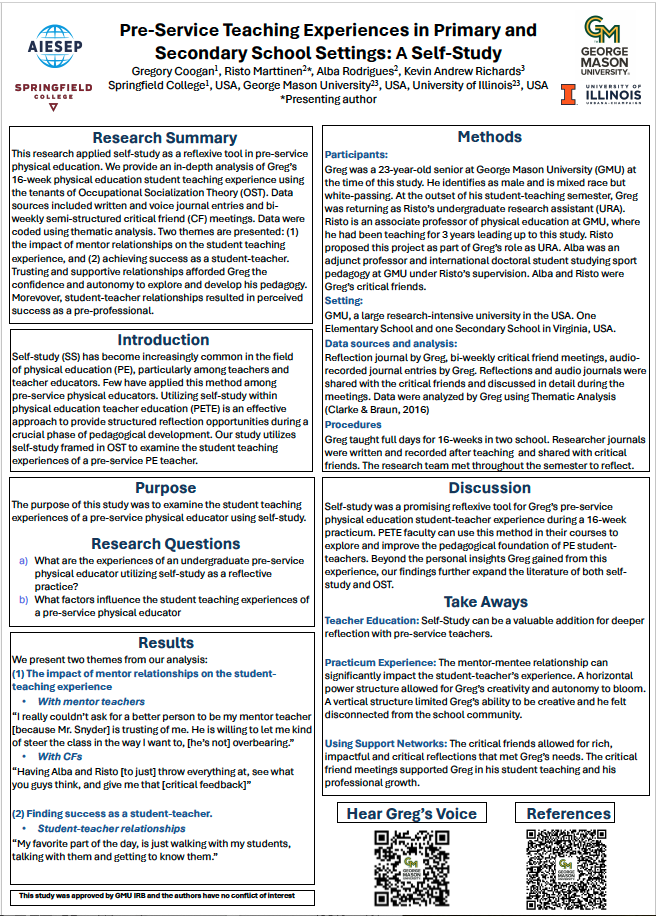 AIESEP
SPRINGFIELD
COLLEGE
Pre-Service Teaching Experiences in Primary and
Secondary School Settings: A Self-Study
Gregory Coogan1, Risto Marttinen2*, Alba Rodrigues2, Kevin Andrew Richards3
Springfield College1, USA, George Mason University23, USA, University of Illinois23, USA
*Presenting author
GM
GEORGE
MASON
UNIVERSITY®
I
UNIVERSITY OF
ILLINOIS
URBANA-CHAMPAIGN
Research Summary
This research applied self-study as a reflexive tool in pre-service
physical education. We provide an in-depth analysis of Greg's
16-week physical education student teaching experience using
the tenants of Occupational Socialization Theory (OST). Data
sources included written and voice journal entries and bi-
weekly semi-structured critical friend (CF) meetings. Data were
coded using thematic analysis. Two themes are presented: (1)
the impact of mentor relationships on the student teaching
experience, and (2) achieving success as a student-teacher.
Trusting and supportive relationships afforded Greg the
confidence and autonomy to explore and develop his pedagogy.
Morevover, student-teacher relationships resulted in perceived
success as a pre-professional.
Introduction
Self-study (SS) has become increasingly common in the field
of physical education (PE), particularly among teachers and
teacher educators. Few have applied this method among
pre-service physical educators. Utilizing self-study within
physical education teacher education (PETE) is an effective
approach to provide structured reflection opportunities during a
crucial phase of pedagogical development. Our study utilizes
self-study framed in OST to examine the student teaching
experiences of a pre-service PE teacher.
Purpose
The purpose of this study was to examine the student teaching
experiences of a pre-service physical educator using self-study.
Research Questions
a) What are the experiences of an undergraduate pre-service
physical educator utilizing self-study as a reflective
practice?
b) What factors influence the student teaching experiences of
a pre-service physical educator
Results
We present two themes from our analysis:
(1) The impact of mentor relationships on the student-
teaching experience
• With mentor teachers
"I really couldn't ask for a better person to be my mentor teacher
[because Mr. Snyder] is trusting of me. He is willing to let me kind
of steer the class in the way I want to, [he's not] overbearing."
• With CFs
"Having Alba and Risto [to just] throw everything at, see what
you guys think, and give me that [critical feedback]"
(2) Finding success as a student-teacher.
• Student-teacher relationships
"My favorite part of the day, is just walking with my students,
talking with them and getting to know them."
This study was approved by GMU IRB and the authors have no conflict of interest
Methods
Participants:
Greg was a 23-year-old senior at George Mason University (GMU) at
the time of this study. He identifies as male and is mixed race but
white-passing. At the outset of his student-teaching semester, Greg
was returning as Risto's undergraduate research assistant (URA).
Risto is an associate professor of physical education at GMU, where
he had been teaching for 3 years leading up to this study. Risto
proposed this project as part of Greg's role as URA. Alba was an
adjunct professor and international doctoral student studying sport
pedagogy at GMU under Risto's supervision. Alba and Risto were
Greg's critical friends.
Setting:
GMU, a large research-intensive university in the USA. One
Elementary School and one Secondary School in Virginia, USA.
Data sources and analysis:
Reflection journal by Greg, bi-weekly critical friend meetings, audio-
recorded journal entries by Greg. Reflections and audio journals were
shared with the critical friends and discussed in detail during the
meetings. Data were analyzed by Greg using Thematic Analysis
(Clarke & Braun, 2016)
Procedures
Greg taught full days for 16-weeks in two school. Researcher journals
were written and recorded after teaching and shared with critical
friends. The research team met throughout the semester to reflect.
Discussion
Self-study was a promising reflexive tool for Greg's pre-service
physical education student-teacher experience during a 16-week
practicum. PETE faculty can use this method in their courses to
explore and improve the pedagogical foundation of PE student-
teachers. Beyond the personal insights Greg gained from this
experience, our findings further expand the literature of both self-
study and OST.
Take Aways
Teacher Education: Self-Study can be a valuable addition for deeper
reflection with pre-service teachers.
Practicum Experience: The mentor-mentee relationship can
significantly impact the student-teacher's experience. A horizontal
power structure allowed for Greg's creativity and autonomy to bloom.
A vertical structure limited Greg's ability to be creative and he felt
disconnected from the school community.
Using Support Networks: The critical friends allowed for rich,
impactful and critical reflections that met Greg's needs. The critical
friend meetings supported Greg in his student teaching and his
professional growth.
Hear Greg's Voice
References
GM
GEORGE
MASON
UNIVERSITY
GM
GEORGE
MASON
UNIVERSITY